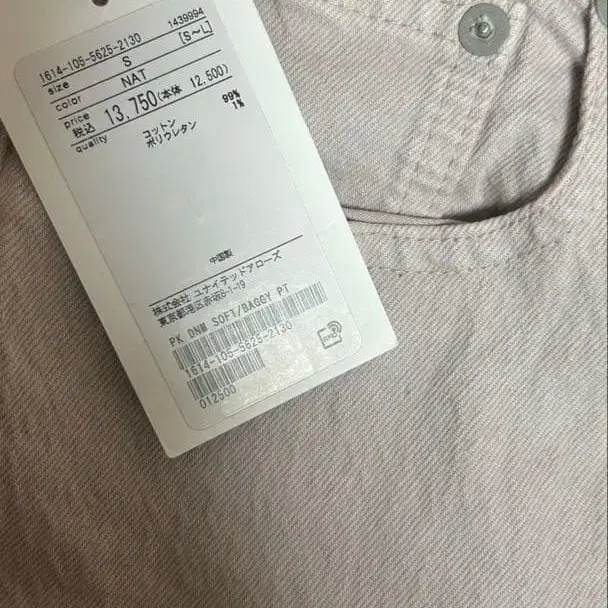 1614-105-5625-2130 1439994
size S [S~L]
color NAT
price
税込 13,750(本体 12,500)
quality コットン 99%
ポリウレタン 1%
中国製
株式会社 ユナイテッドアローズ
東京都港区赤坂8-1-19
PK DNM SOFT/BAGGY PT
1614-105-5625-2130
012500